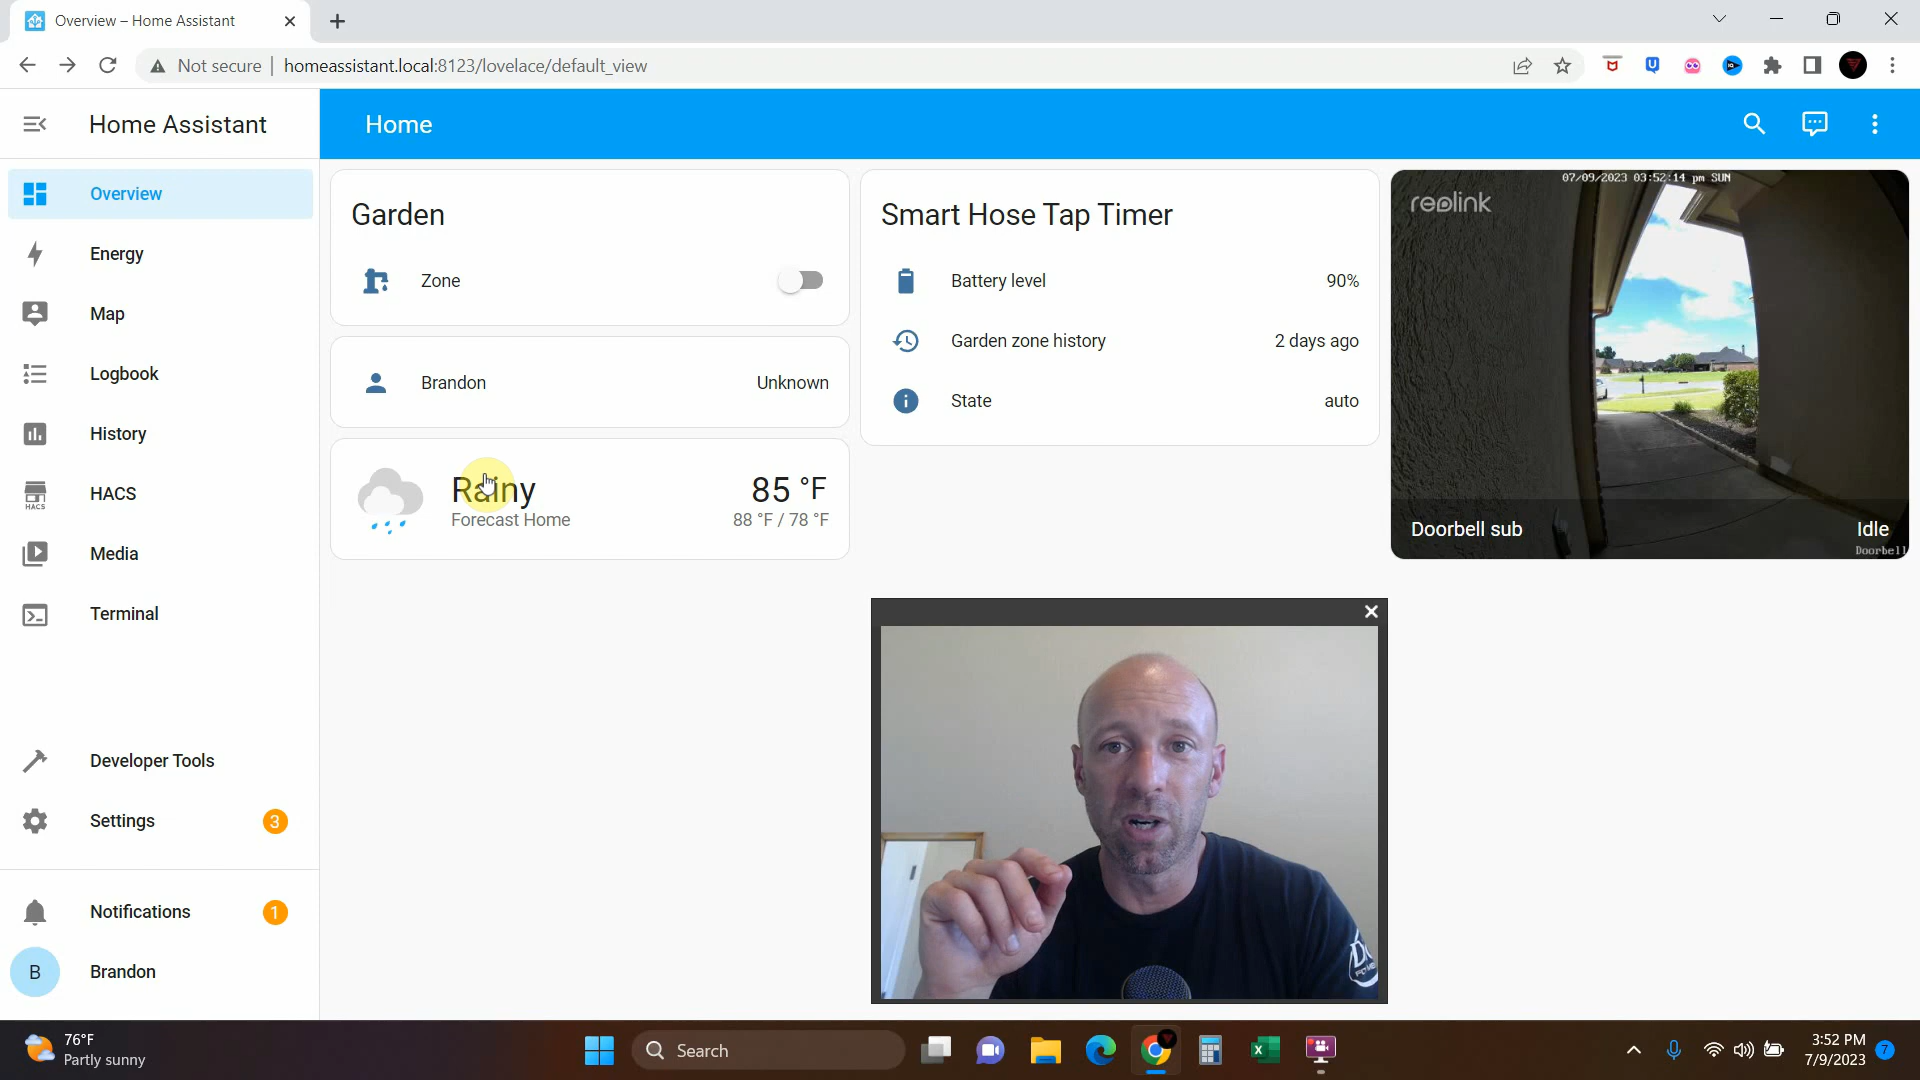 Overview – Home Assistant
Not secure
homeassistant.local:8123/lovelace/default_view
Home Assistant
Home
Overview
Energy
Map
Logbook
History
HACS
HACS
Media
Terminal
Developer Tools
Settings 3
Notifications 1
B Brandon
Garden
Zone
Brandon Unknown
Rainy 85 °F
Forecast Home 88 °F / 78 °F
Smart Hose Tap Timer
Battery level 90%
Garden zone history 2 days ago
State auto
07/09/2023 03:52:14 pm SUN
reolink
Doorbell sub Idle
Doorbell
76°F
Partly sunny
Search
3:52 PM
7/9/2023
7